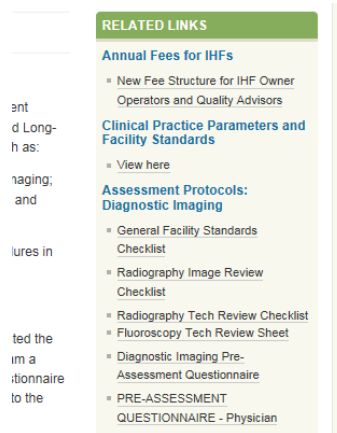 RELATED LINKS
Annual Fees for IHFs
New Fee Structure for IHF Owner
Operators and Quality Advisors
Clinical Practice Parameters and
Facility Standards
View here
Assessment Protocols:
Diagnostic Imaging
General Facility Standards
Checklist
Radiography Image Review
Checklist
Radiography Tech Review Checklist
Fluoroscopy Tech Review Sheet
Diagnostic Imaging Pre-
Assessment Questionnaire
PRE-ASSESSMENT
QUESTIONNAIRE - Physician
d Long-
h as:
and
lures in
ted the
m a
stionnaire
to the